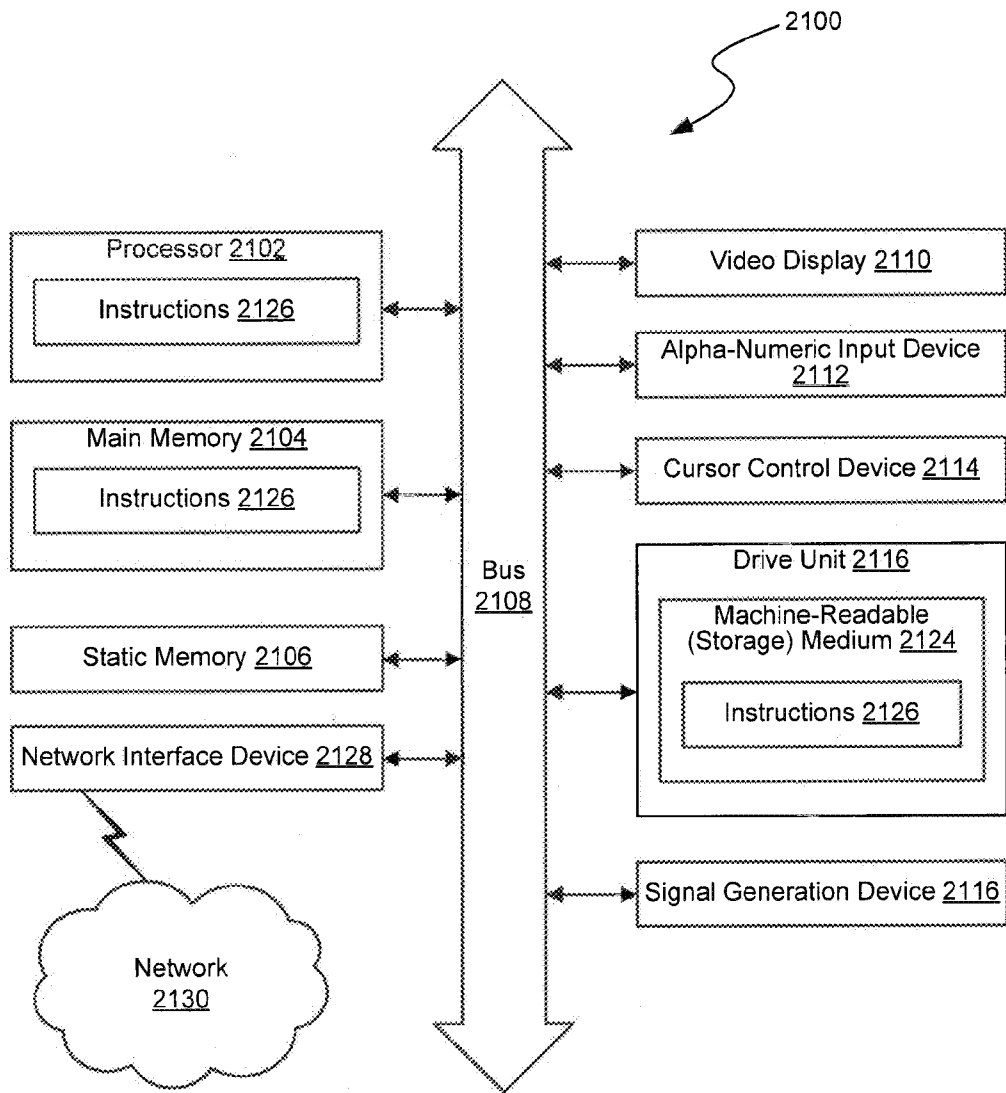 2100
Processor 2102
Instructions 2126
Main Memory 2104
Instructions 2126
Static Memory 2106
Network Interface Device 2128
Network
2130
Bus
2108
Video Display 2110
Alpha-Numeric Input Device
2112
Cursor Control Device 2114
Drive Unit 2116
Machine-Readable
(Storage) Medium 2124
Instructions 2126
Signal Generation Device 2116